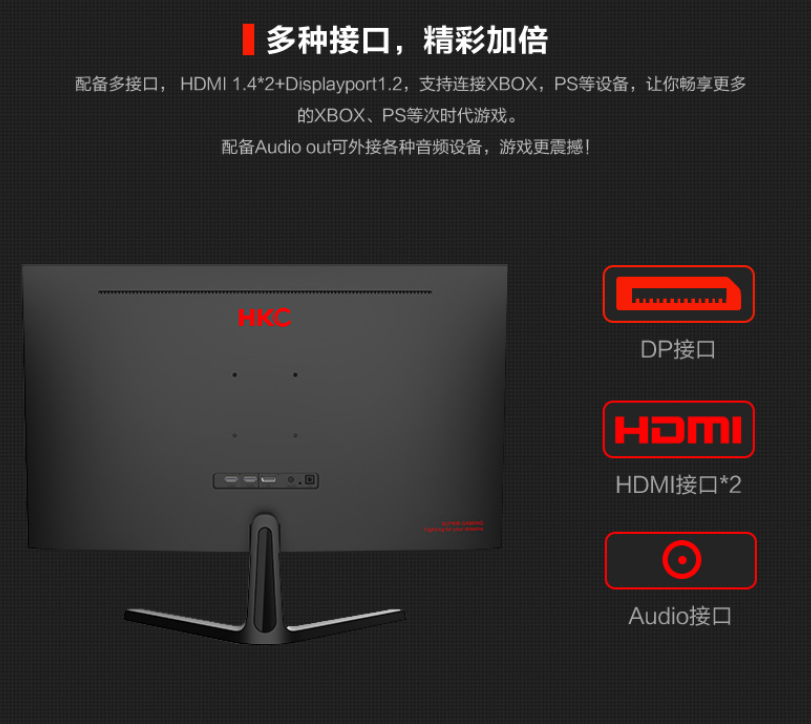 多种接口，精彩加倍
配备多接口， HDMI 1.4*2+Displayport1.2，支持连接XBOX，PS等设备，让你畅享更多
的XBOX、PS等次时代游戏。
配备Audio out可外接各种音频设备，游戏更震撼！
HKC
DP接口
HDMI
HDMI接口*2
Audio接口